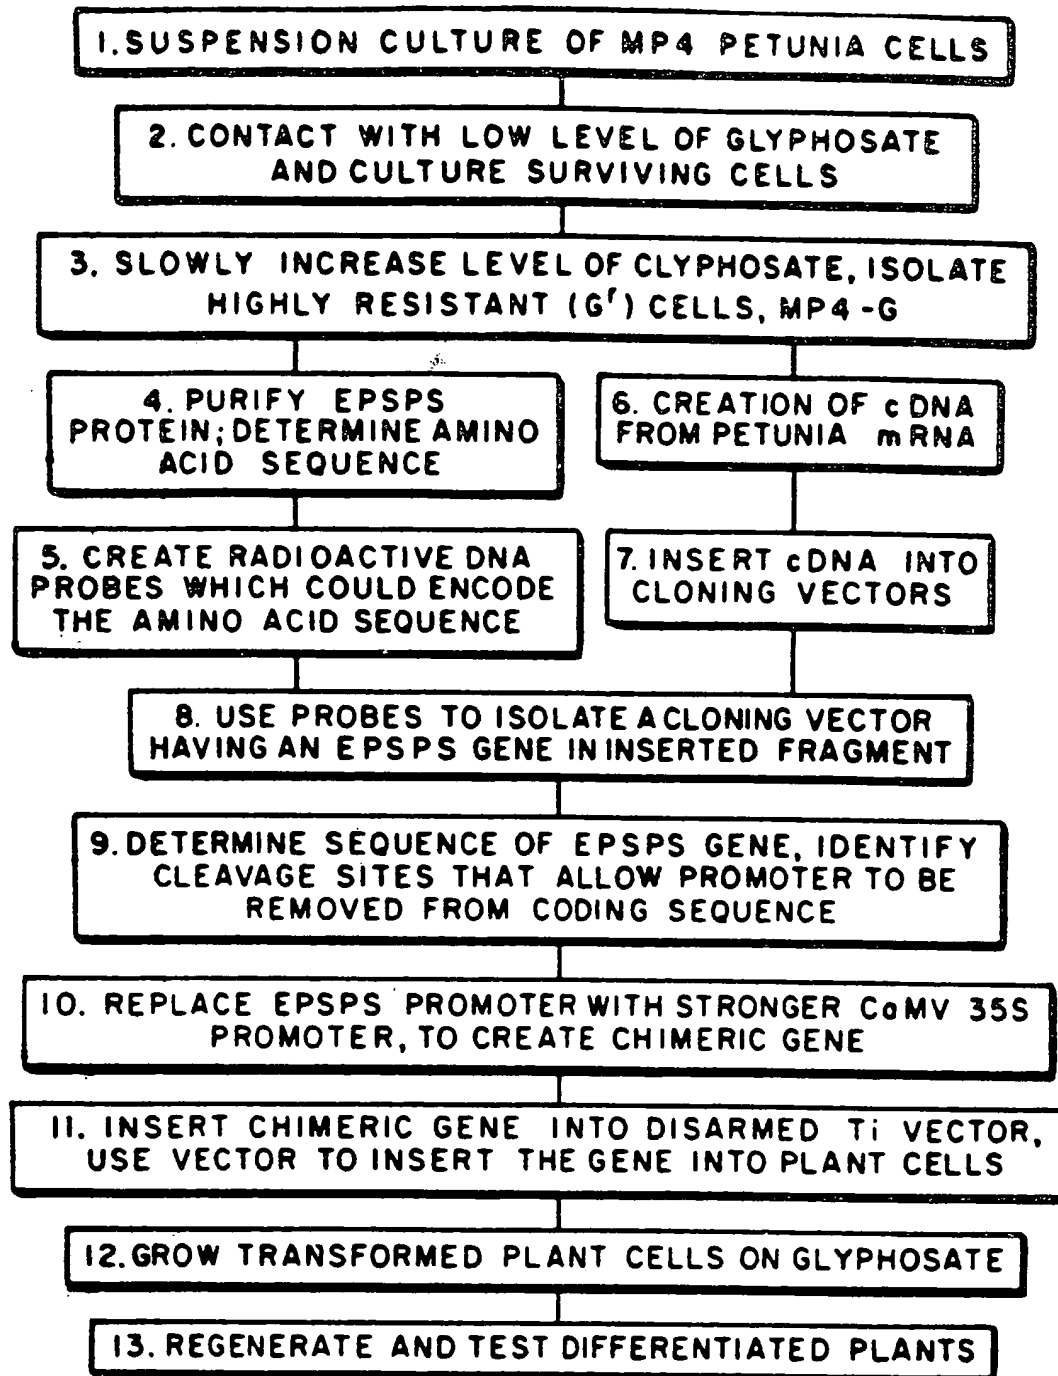 1. SUSPENSION CULTURE OF MP4 PETUNIA CELLS
2. CONTACT WITH LOW LEVEL OF GLYPHOSATE
AND CULTURE SURVIVING CELLS
3. SLOWLY INCREASE LEVEL OF CLYPHOSATE, ISOLATE
HIGHLY RESISTANT (Gʳ) CELLS, MP4-G
4. PURIFY EPSPS
PROTEIN; DETERMINE AMINO
ACID SEQUENCE
5. CREATE RADIOACTIVE DNA
PROBES WHICH COULD ENCODE
THE AMINO ACID SEQUENCE
6. CREATION OF cDNA
FROM PETUNIA mRNA
7. INSERT cDNA INTO
CLONING VECTORS
8. USE PROBES TO ISOLATE A CLONING VECTOR
HAVING AN EPSPS GENE IN INSERTED FRAGMENT
9. DETERMINE SEQUENCE OF EPSPS GENE, IDENTIFY
CLEAVAGE SITES THAT ALLOW PROMOTER TO BE
REMOVED FROM CODING SEQUENCE
10. REPLACE EPSPS PROMOTER WITH STRONGER CaMV 35S
PROMOTER, TO CREATE CHIMERIC GENE
11. INSERT CHIMERIC GENE INTO DISARMED Ti VECTOR,
USE VECTOR TO INSERT THE GENE INTO PLANT CELLS
12. GROW TRANSFORMED PLANT CELLS ON GLYPHOSATE
13. REGENERATE AND TEST DIFFERENTIATED PLANTS